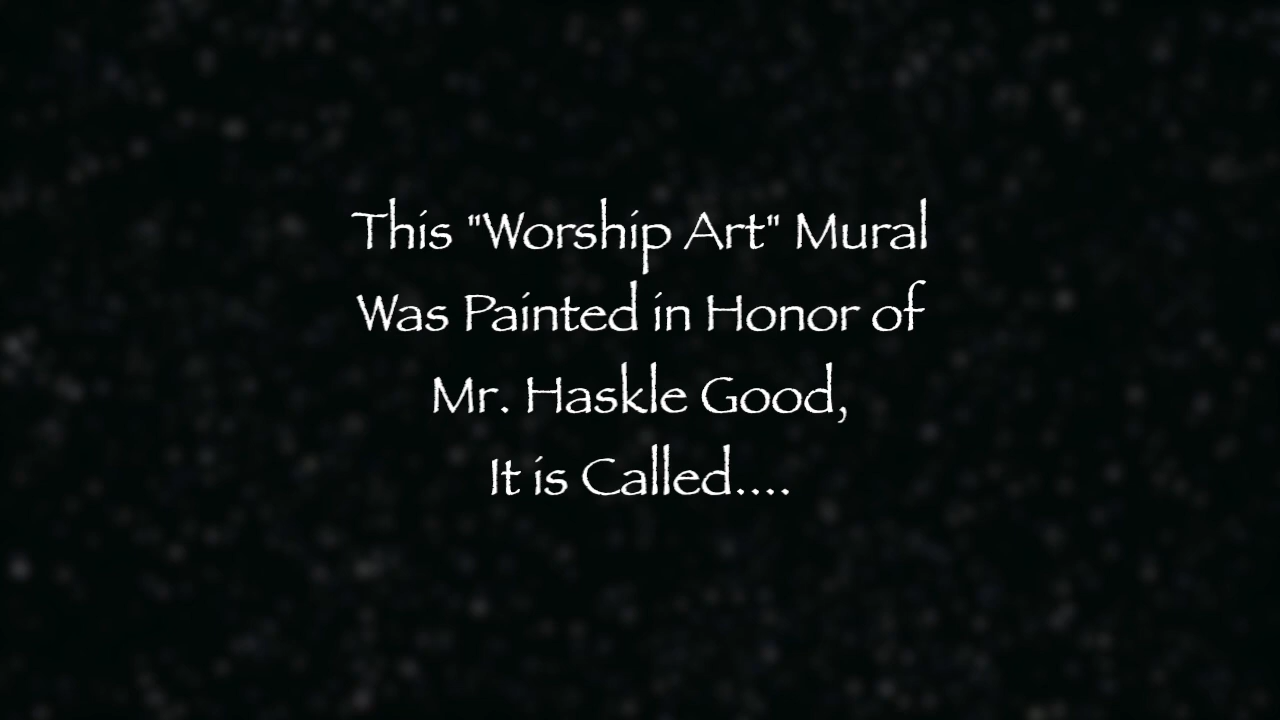 This "Worship Art" Mural
Was Painted in Honor of
Mr. Haskle Good,
It is Called....